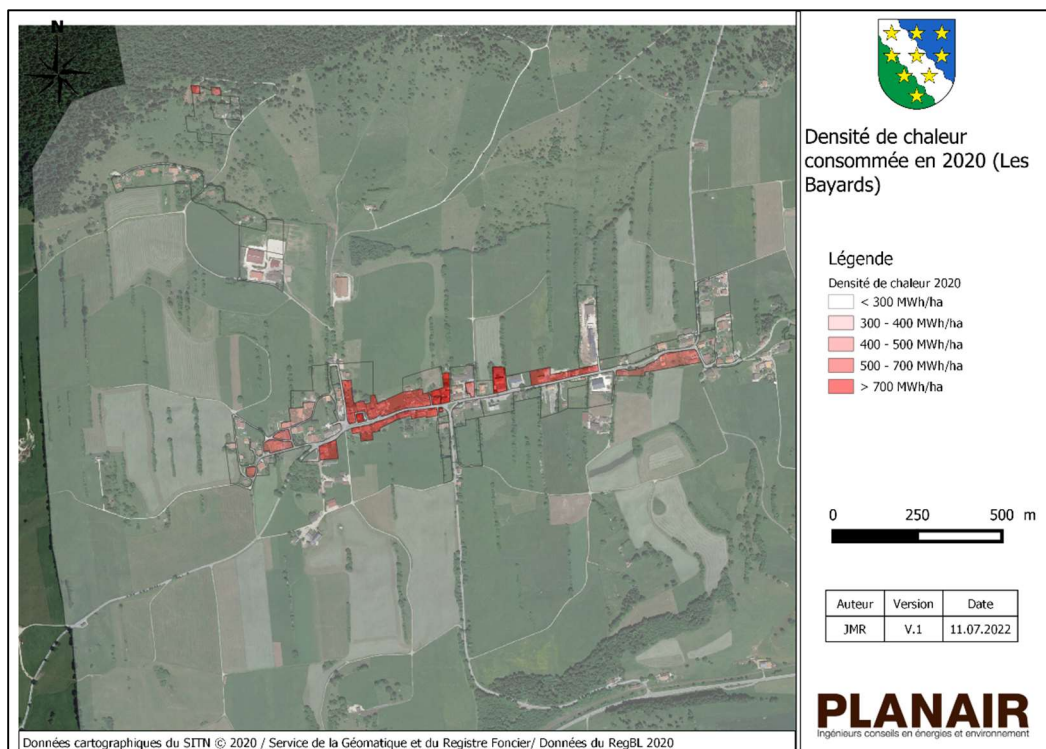 N
Densité de chaleur
consommée en 2020 (Les
Bayards)
Légende
Densité de chaleur 2020
< 300 MWh/ha
300 - 400 MWh/ha
400 - 500 MWh/ha
500 - 700 MWh/ha
> 700 MWh/ha
0 250 500 m
Auteur Version Date
JMR V.1 11.07.2022
PLANAIR
Ingénieurs conseils en énergies et environnement
Données cartographiques du SITN © 2020 / Service de la Géomatique et du Registre Foncier/ Données du RegBL 2020